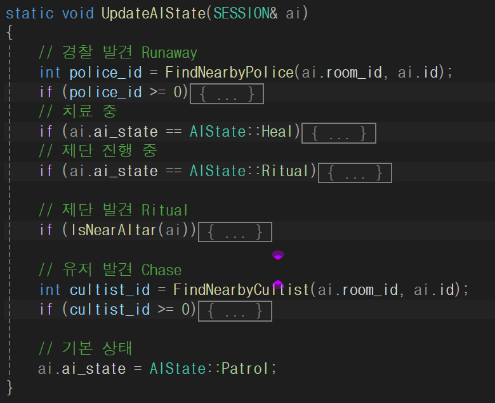 static void UpdateAIState(SESSION& ai)
{
// 경찰 발견 Runaway
int police_id = FindNearbyPolice(ai.room_id, ai.id);
if (police_id >= 0){ ... }
// 치료 중
if (ai.ai_state == AIState::Heal){ ... }
// 제단 진행 중
if (ai.ai_state == AIState::Ritual){ ... }
// 제단 발견 Ritual
if (IsNearAltar(ai)){ ... }
// 유저 발견 Chase
int cultist_id = FindNearbyCultist(ai.room_id, ai.id);
if (cultist_id >= 0){ ... }
// 기본 상태
ai.ai_state = AIState::Patrol;
}